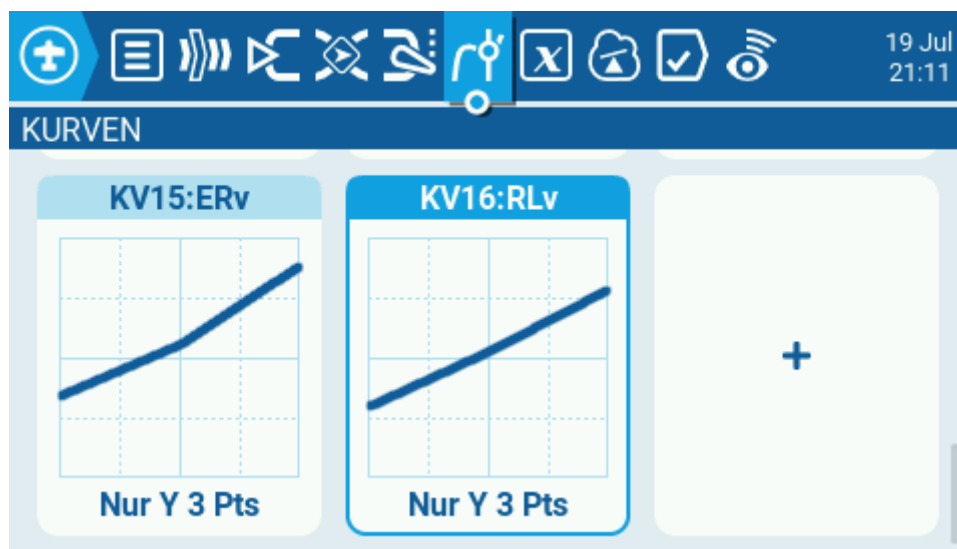 19 Jul
21:11
KURVEN
KV15:ERv
KV16:RLv
+
Nur Y 3 Pts
Nur Y 3 Pts